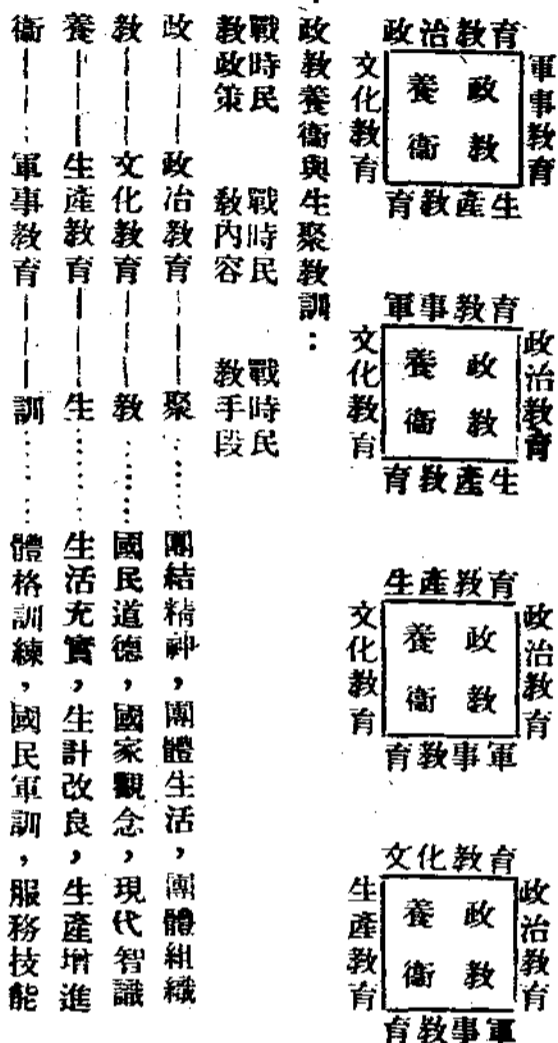 政治教育
軍事教育
政教
養衞
文化教育
生產教育
軍事教育
政治教育
政教
養衞
文化教育
生產教育
生產教育
政治教育
政教
養衞
文化教育
軍事教育
文化教育
政治教育
政教
養衞
生產教育
軍事教育
政教養衞與生聚教訓：
戰時民
教政策
戰時民
教內容
戰時民
教手段
政———政治教育———聚……團結精神，團體生活，團體組織
教———文化教育———教……國民道德，國家觀念，現代智識
養———生產教育———生……生活充實，生計改良，生產增進
衞———軍事教育———訓……體格訓練，國民軍訓，服務技能